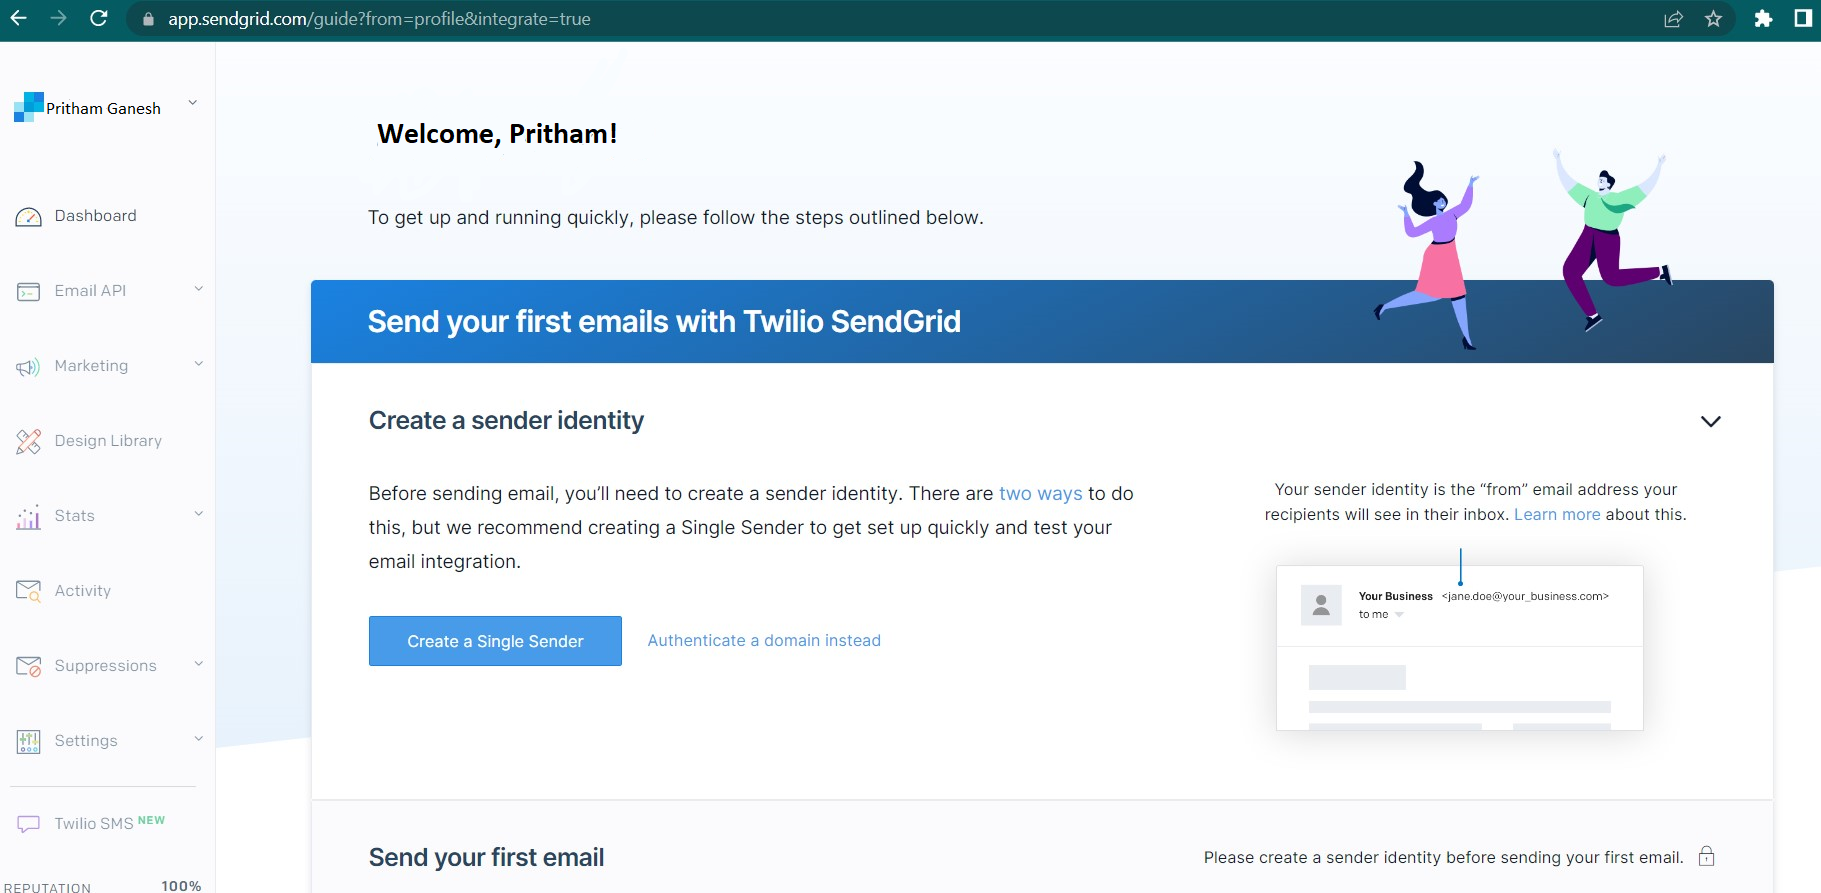 app.sendgrid.com/guide?from=profile&integrate=true
Pritham Ganesh
Dashboard
Email API
Marketing
Design Library
Stats
Activity
Suppressions
Settings
Twilio SMS NEW
REPUTATION 100%
Welcome, Pritham!
To get up and running quickly, please follow the steps outlined below.
Send your first emails with Twilio SendGrid
Create a sender identity
Before sending email, you’ll need to create a sender identity. There are two ways to do
this, but we recommend creating a Single Sender to get set up quickly and test your
email integration.
Create a Single Sender
Authenticate a domain instead
Your sender identity is the “from” email address your
recipients will see in their inbox. Learn more about this.
Your Business <jane.doe@your_business.com>
to me
Send your first email
Please create a sender identity before sending your first email.